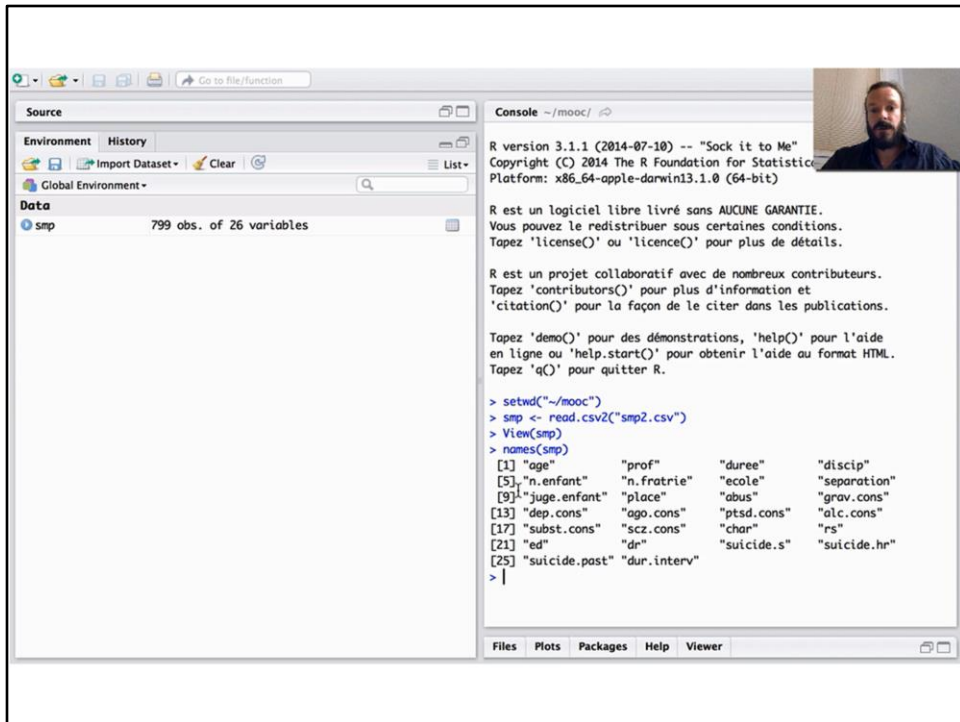 Go to file/function
Source
Environment History
Import Dataset Clear List
Global Environment
Data
smp 799 obs. of 26 variables
Console ~/mooc/
R version 3.1.1 (2014-07-10) -- "Sock it to Me"
Copyright (C) 2014 The R Foundation for Statistic
Platform: x86_64-apple-darwin13.1.0 (64-bit)
R est un logiciel libre livré sans AUCUNE GARANTIE.
Vous pouvez le redistribuer sous certaines conditions.
Tapez 'license()' ou 'licence()' pour plus de détails.
R est un projet collaboratif avec de nombreux contributeurs.
Tapez 'contributors()' pour plus d'information et
'citation()' pour la façon de le citer dans les publications.
Tapez 'demo()' pour des démonstrations, 'help()' pour l'aide
en ligne ou 'help.start()' pour obtenir l'aide au format HTML.
Tapez 'q()' pour quitter R.
> setwd("~/mooc")
> smp <- read.csv2("smp2.csv")
> View(smp)
> names(smp)
[1] "age" "prof" "duree" "discip"
[5] "n.enfant" "n.fratrie" "ecole" "separation"
[9] "juge.enfant" "place" "abus" "grav.cons"
[13] "dep.cons" "ago.cons" "ptsd.cons" "alc.cons"
[17] "subst.cons" "scz.cons" "char" "rs"
[21] "ed" "dr" "suicide.s" "suicide.hr"
[25] "suicide.past" "dur.interv"
>
Files Plots Packages Help Viewer